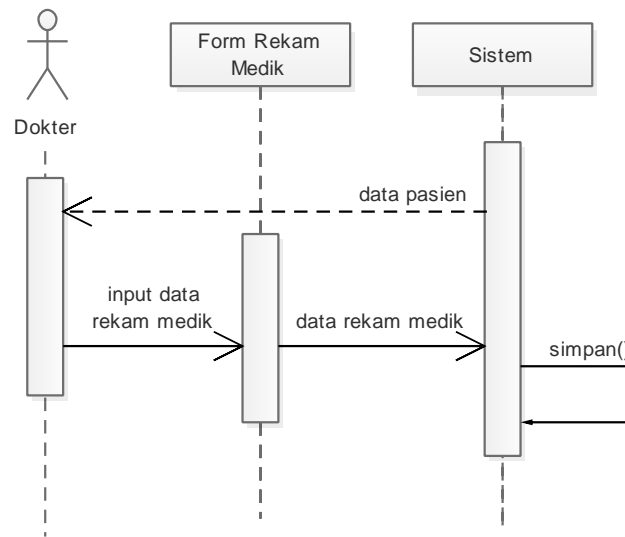 Form Rekam
Medik
Sistem
Dokter
data pasien
input data
rekam medik
data rekam medik
simpan()